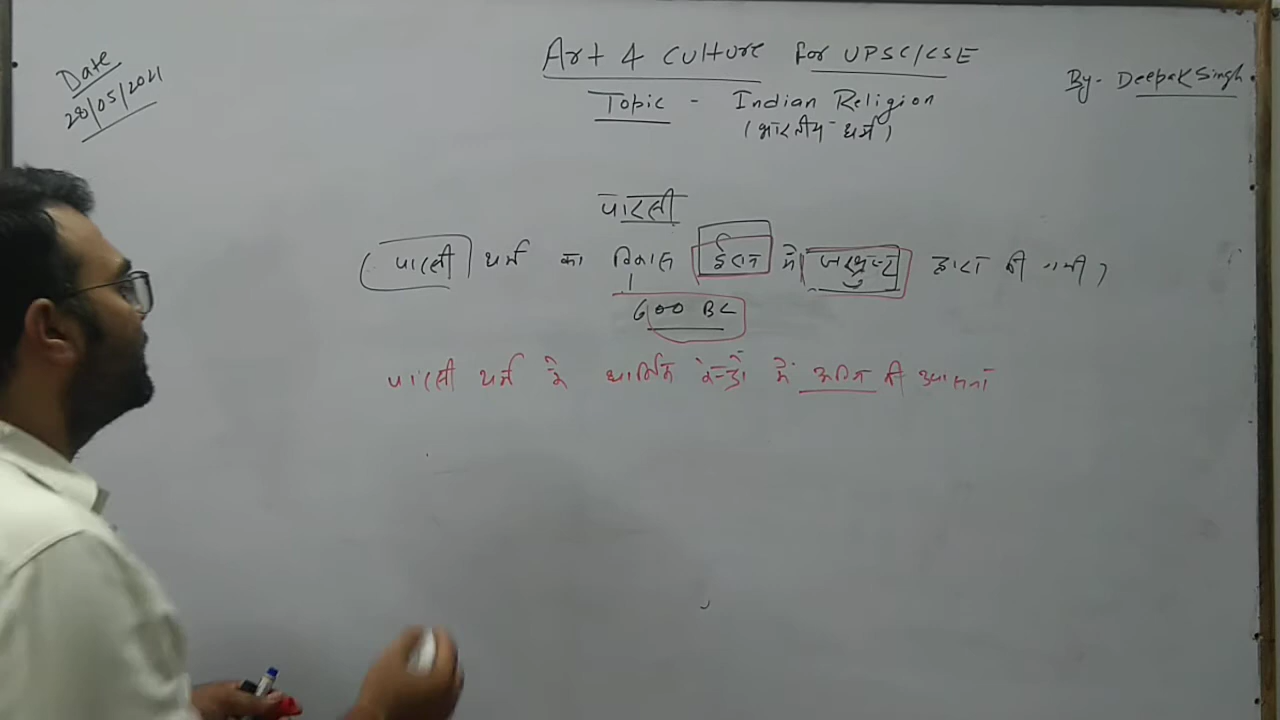 Date
28/05/2021
Art & Culture for UPSC/CSE
By- Deepak Singh.
Topic - Indian Religion
(भारतीय धर्म)
पारसी
पारसी धर्म का विकास ईरान में जरथुष्ट्र द्वारा की गयी)
600 BC
पारसी धर्म के धार्मिक केन्द्रों में अग्नि की उपासना